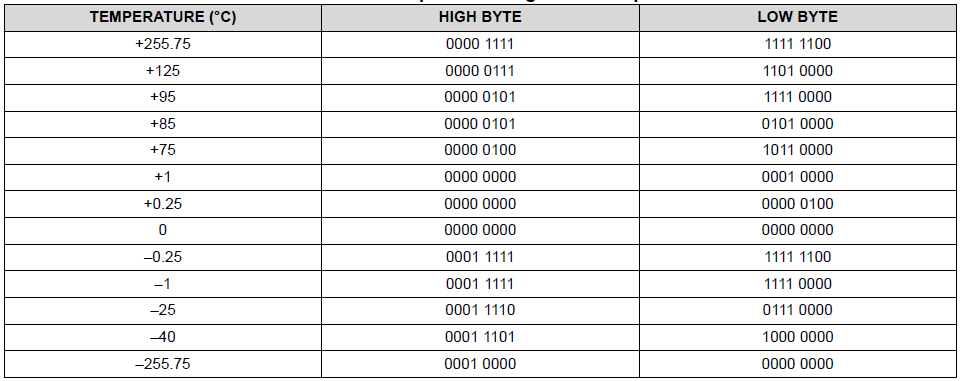 TEMPERATURE (°C) HIGH BYTE LOW BYTE
+255.75 0000 1111 1111 1100
+125 0000 0111 1101 0000
+95 0000 0101 1111 0000
+85 0000 0101 0101 0000
+75 0000 0100 1011 0000
+1 0000 0000 0001 0000
+0.25 0000 0000 0000 0100
0 0000 0000 0000 0000
–0.25 0001 1111 1111 1100
–1 0001 1111 1111 0000
–25 0001 1110 0111 0000
–40 0001 1101 1000 0000
–255.75 0001 0000 0000 0000